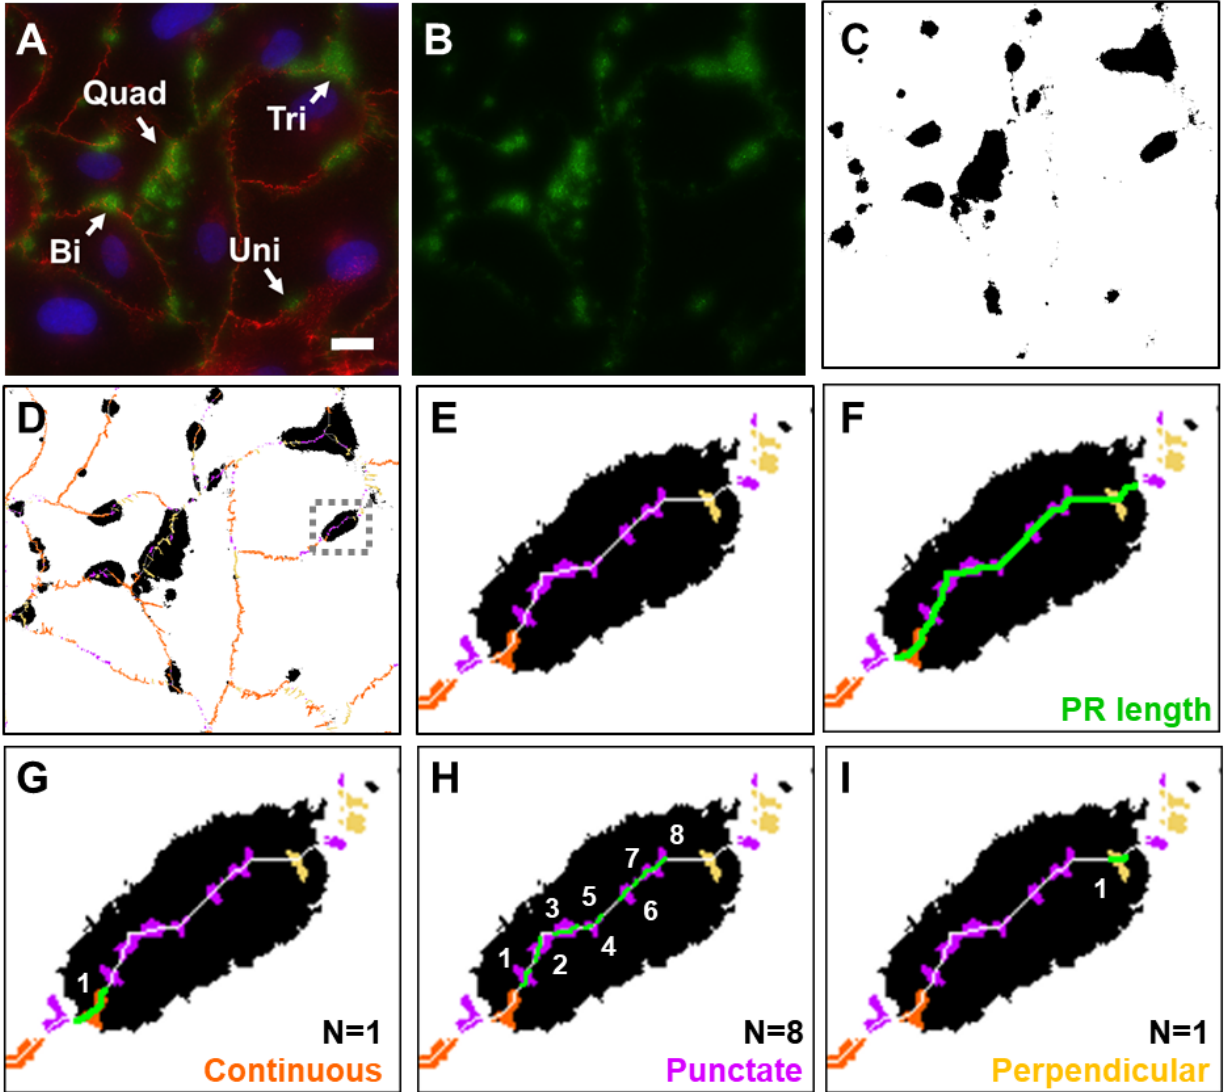 A
Quad
Tri
Bi
Uni
B
C
D
E
F
PR length
G
1
N=1
Continuous
H
8
7
5
3
6
1
4
2
N=8
Punctate
I
1
N=1
Perpendicular